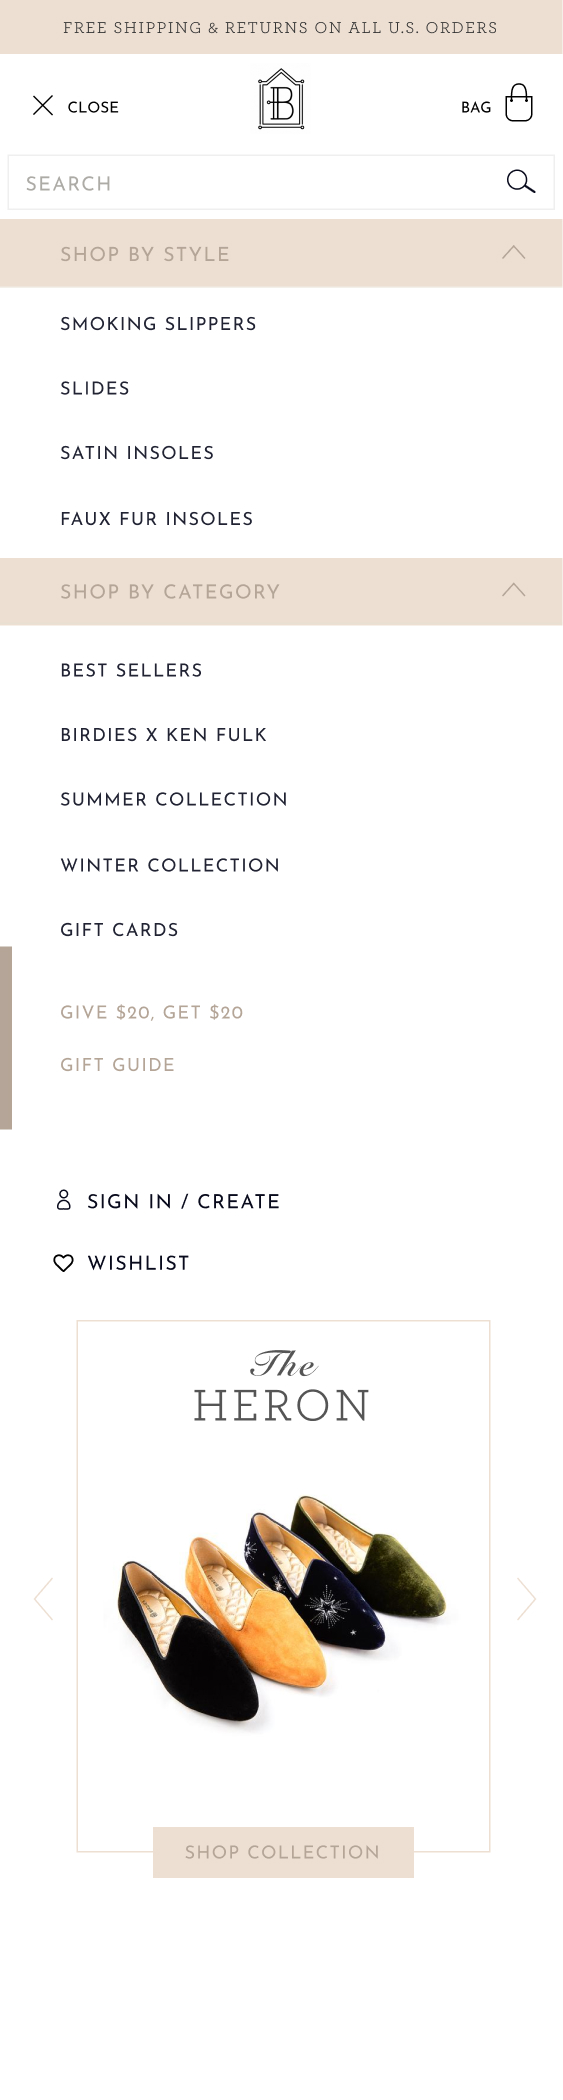 FREE SHIPPING & RETURNS ON ALL U.S. ORDERS
CLOSE
B
BAG
SEARCH
SHOP BY STYLE
SMOKING SLIPPERS
SLIDES
SATIN INSOLES
FAUX FUR INSOLES
SHOP BY CATEGORY
BEST SELLERS
BIRDIES X KEN FULK
SUMMER COLLECTION
WINTER COLLECTION
GIFT CARDS
GIVE $20, GET $20
GIFT GUIDE
SIGN IN / CREATE
WISHLIST
The
HERON
SHOP COLLECTION